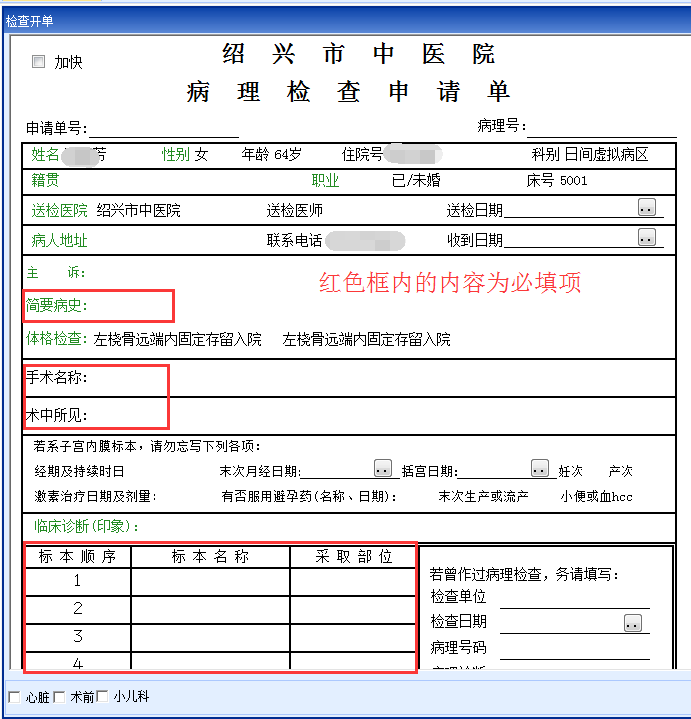 检查开单
加快
绍兴市中医院
病理检查申请单
申请单号: 病理号:
姓名 芳 性别 女 年龄 64岁 住院号 科别 日间虚拟病区
籍贯 职业 已/未婚 床号 5001
送检医院 绍兴市中医院 送检医师 送检日期 ..
病人地址 联系电话 收到日期 ..
主 诉:
红色框内的内容为必填项
简要病史:
体格检查: 左桡骨远端内固定存留入院 左桡骨远端内固定存留入院
手术名称:
术中所见:
若系子宫内膜标本，请勿忘写下列各项:
经期及持续时日 末次月经日期: .. 括宫日期: .. 妊次 产次
激素治疗日期及剂量: 有否服用避孕药(名称、日期): 末次生产或流产 小便或血hcc
临床诊断(印象):
标本顺序 标本名称 采取部位
1
2
3
4
若曾作过病理检查，务请填写:
检查单位
检查日期 ..
病理号码
病理诊断
心脏 术前 小儿科